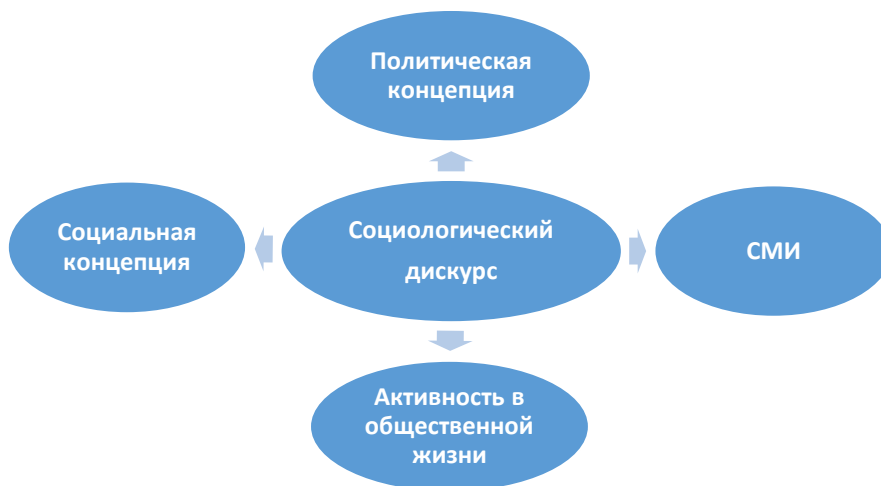 Политическая
концепция
Социальная
концепция
Социологический
дискурс
СМИ
Активность в
общественной
жизни